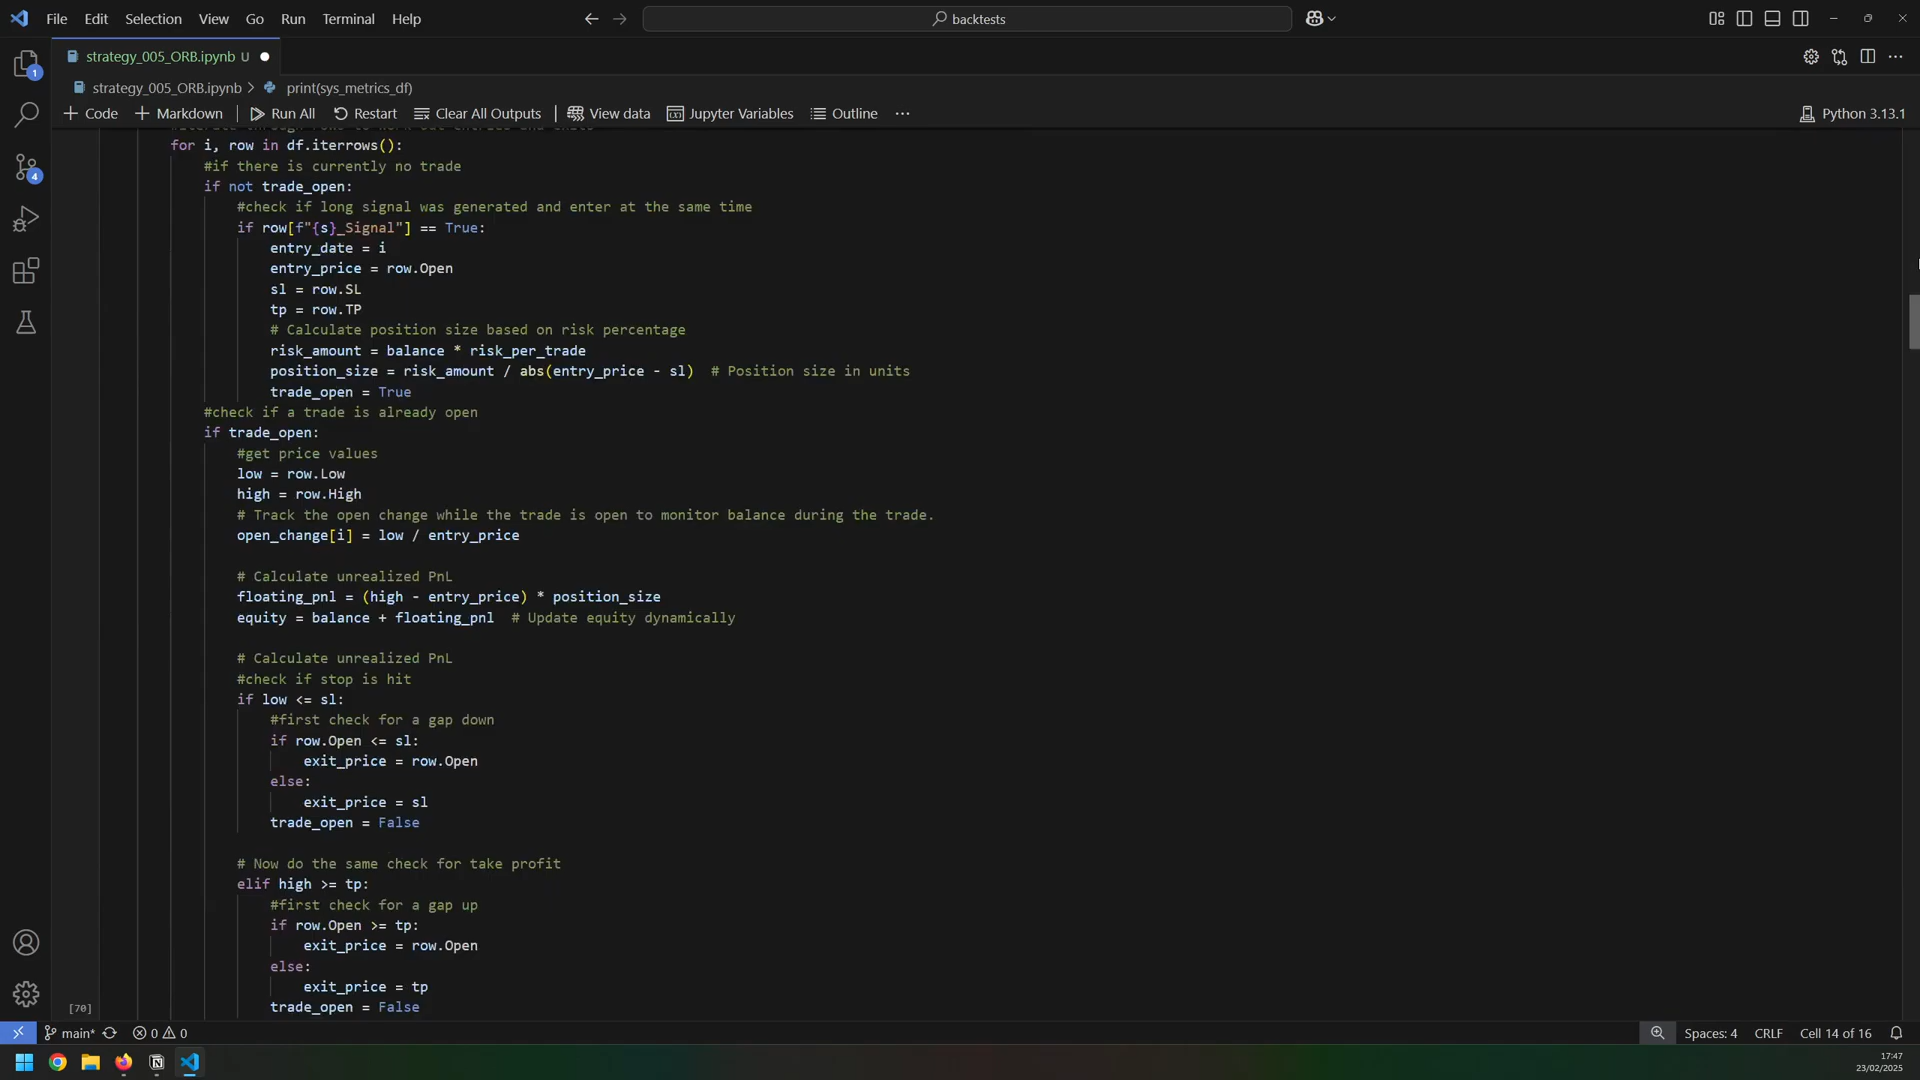 File Edit Selection View Go Run Terminal Help
backtests
strategy_005_ORB.ipynb U
strategy_005_ORB.ipynb > print(sys_metrics_df)
+ Code + Markdown Run All Restart Clear All Outputs View data Jupyter Variables Outline ... Python 3.13.1
for i, row in df.iterrows():
#if there is currently no trade
if not trade_open:
#check if long signal was generated and enter at the same time
if row[f"{s}_Signal"] == True:
entry_date = i
entry_price = row.Open
sl = row.SL
tp = row.TP
# Calculate position size based on risk percentage
risk_amount = balance * risk_per_trade
position_size = risk_amount / abs(entry_price - sl)  # Position size in units
trade_open = True
#check if a trade is already open
if trade_open:
#get price values
low = row.Low
high = row.High
# Track the open change while the trade is open to monitor balance during the trade.
open_change[i] = low / entry_price
# Calculate unrealized PnL
floating_pnl = (high - entry_price) * position_size
equity = balance + floating_pnl  # Update equity dynamically
# Calculate unrealized PnL
#check if stop is hit
if low <= sl:
#first check for a gap down
if row.Open <= sl:
exit_price = row.Open
else:
exit_price = sl
trade_open = False
# Now do the same check for take profit
elif high >= tp:
#first check for a gap up
if row.Open >= tp:
exit_price = row.Open
else:
exit_price = tp
[70]
trade_open = False
main* 0 0 Spaces: 4 CRLF Cell 14 of 16
17:47
23/02/2025
1
4